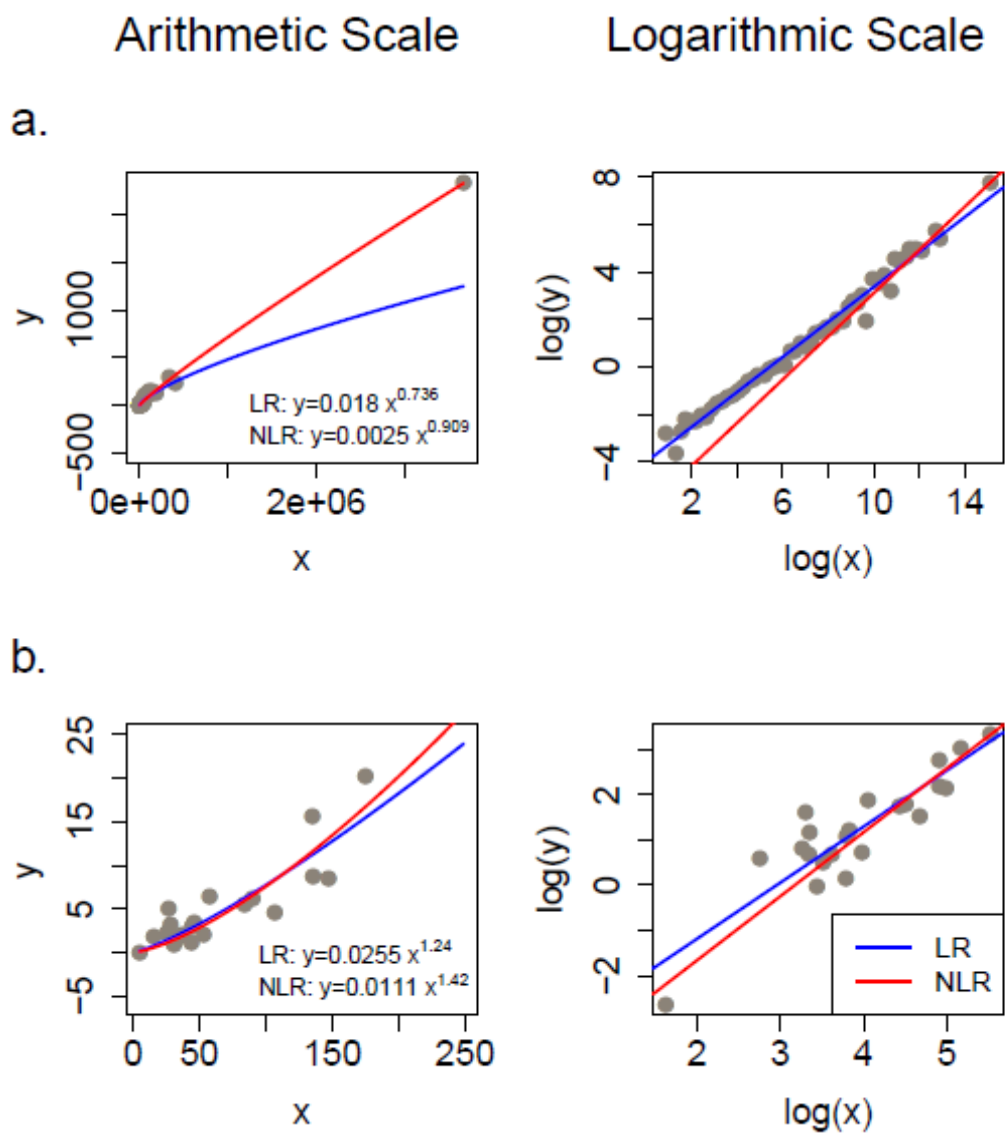 Arithmetic Scale
Logarithmic Scale
a.
y
1000
−500
0e+00
2e+06
x
LR: y=0.018 x^0.736
NLR: y=0.0025 x^0.909
log(y)
8
4
0
−4
2
6
10
14
log(x)
b.
y
25
15
5
−5
0
50
150
250
x
LR: y=0.0255 x^1.24
NLR: y=0.0111 x^1.42
log(y)
2
0
−2
2
3
4
5
log(x)
LR
NLR